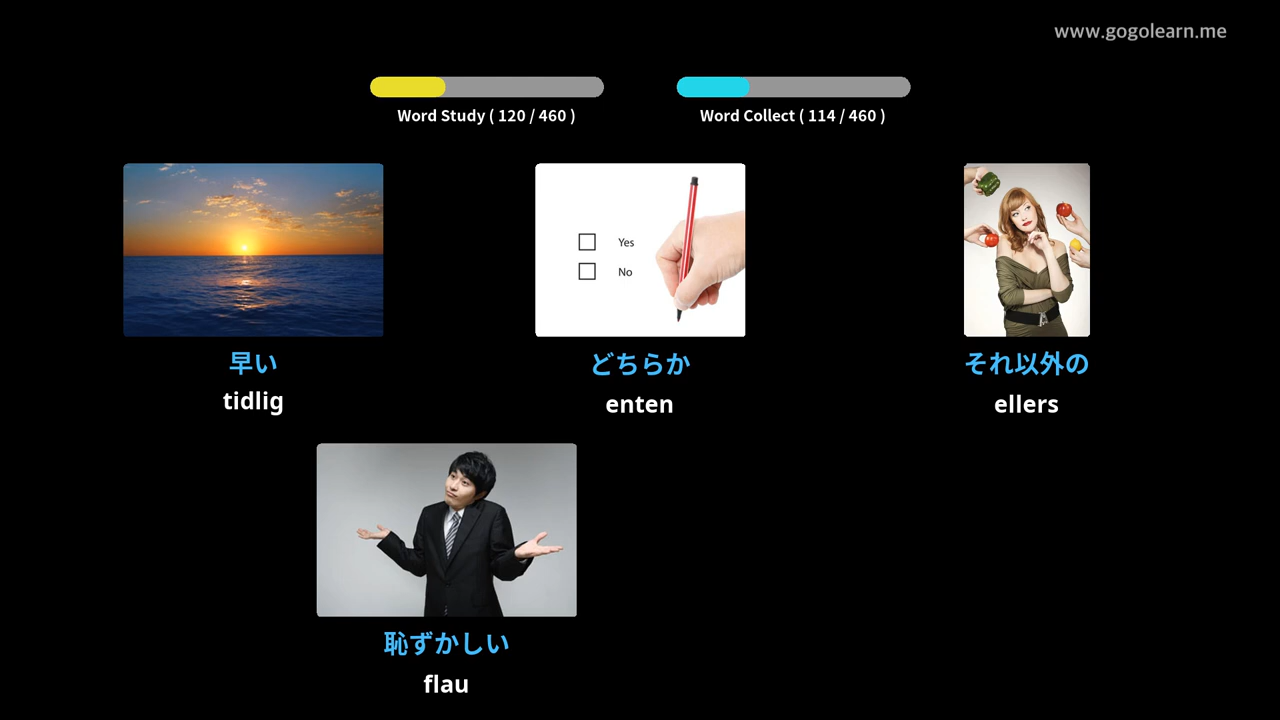 www.gogolearn.me
Word Study ( 120 / 460 )
Word Collect ( 114 / 460 )
Yes
No
早い
tidlig
どちらか
enten
それ以外の
ellers
恥ずかしい
flau